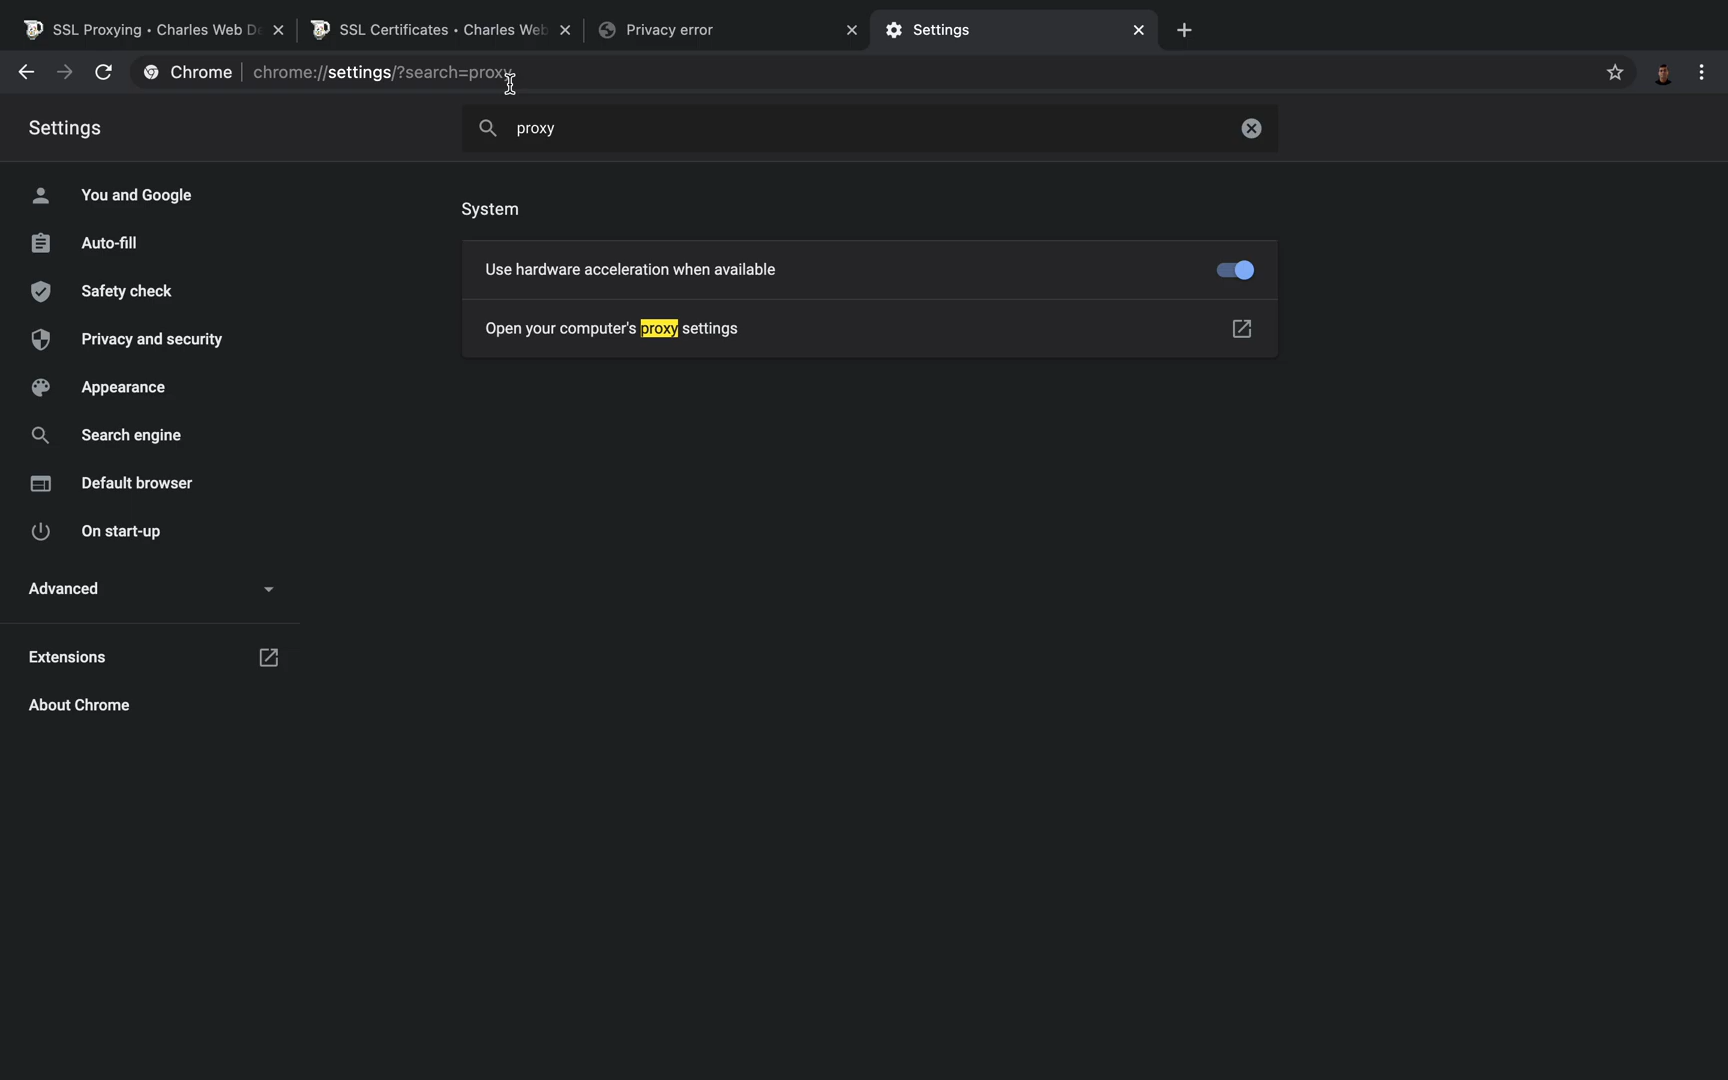 SSL Proxying • Charles Web De
SSL Certificates • Charles Web
Privacy error
Settings
Chrome
chrome://settings/?search=proxy
Settings
proxy
You and Google
Auto-fill
Safety check
Privacy and security
Appearance
Search engine
Default browser
On start-up
Advanced
Extensions
About Chrome
System
Use hardware acceleration when available
Open your computer's proxy settings